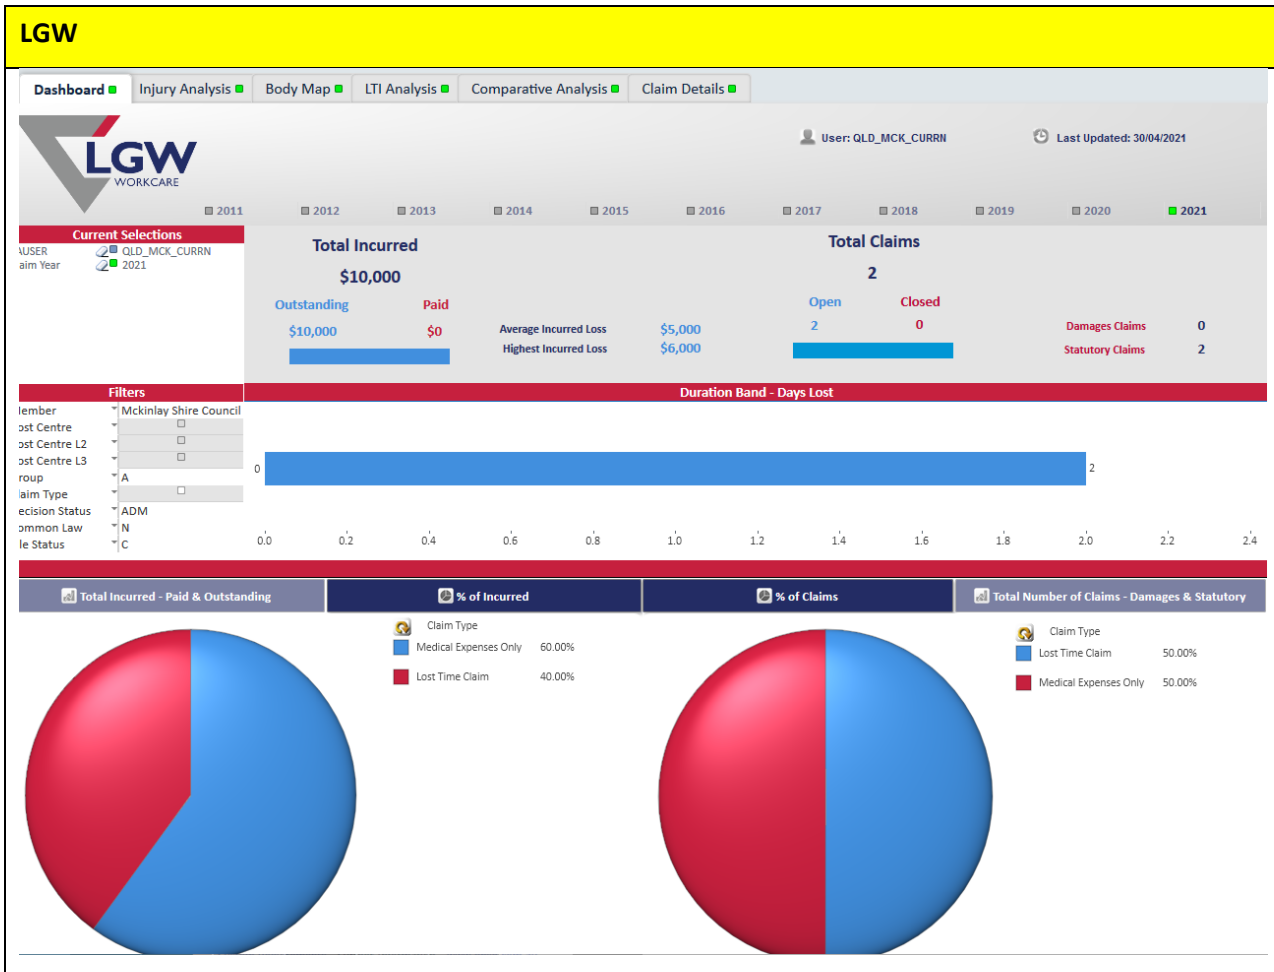 LGW
Dashboard Injury Analysis Body Map LTI Analysis Comparative Analysis Claim Details
LGW
WORKCARE
User: QLD_MCK_CURRN Last Updated: 30/04/2021
2011 2012 2013 2014 2015 2016 2017 2018 2019 2020 2021
Current Selections
AUSER QLD_MCK_CURRN
aim Year 2021
Total Incurred
$10,000
Outstanding Paid
$10,000 $0
Average Incurred Loss $5,000
Highest Incurred Loss $6,000
Total Claims
2
Open Closed
2 0
Damages Claims 0
Statutory Claims 2
Filters
lember Mckinlay Shire Council
ost Centre
ost Centre L2
ost Centre L3
roup A
laim Type
ecision Status ADM
ommon Law N
le Status C
Duration Band - Days Lost
0 2
0.0 0.2 0.4 0.6 0.8 1.0 1.2 1.4 1.6 1.8 2.0 2.2 2.4
Total Incurred - Paid & Outstanding % of Incurred % of Claims Total Number of Claims - Damages & Statutory
Claim Type
Medical Expenses Only 60.00%
Lost Time Claim 40.00%
Claim Type
Lost Time Claim 50.00%
Medical Expenses Only 50.00%